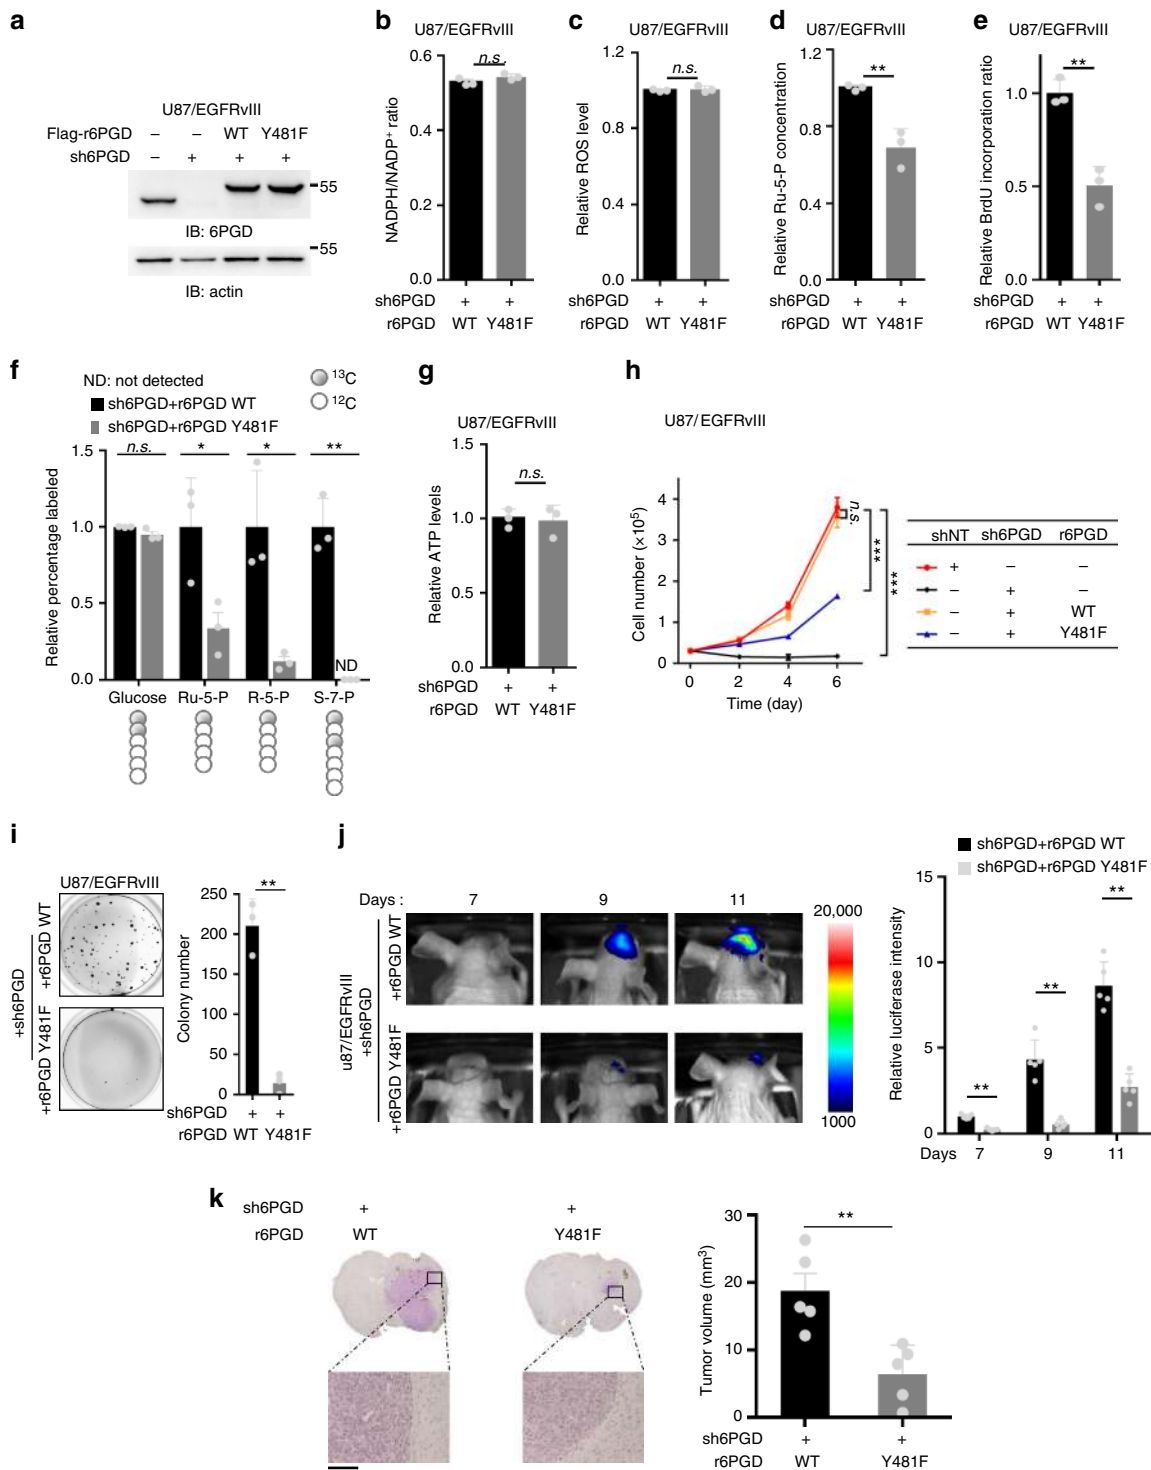 a
U87/EGFRvIII
Flag-r6PGD – – WT Y481F
sh6PGD – + + +
55
IB: 6PGD
55
IB: actin
b
U87/EGFRvIII
n.s.
NADPH/NADP+ ratio
0.6
0.4
0.2
0.0
sh6PGD + +
r6PGD WT Y481F
c
U87/EGFRvIII
n.s.
Relative ROS level
1.2
0.8
0.4
0.0
sh6PGD + +
r6PGD WT Y481F
d
U87/EGFRvIII
**
Relative Ru-5-P concentration
1.2
0.8
0.4
0.0
sh6PGD + +
r6PGD WT Y481F
e
U87/EGFRvIII
**
Relative BrdU incorporation ratio
1.0
0.5
0.0
sh6PGD + +
r6PGD WT Y481F
f
ND: not detected
13C
12C
sh6PGD+r6PGD WT
sh6PGD+r6PGD Y481F
n.s. * * **
Relative percentage labeled
1.5
1.0
0.5
0.0
ND
Glucose Ru-5-P R-5-P S-7-P
g
U87/EGFRvIII
n.s.
Relative ATP levels
1.5
1.0
0.5
0.0
sh6PGD + +
r6PGD WT Y481F
h
U87/EGFRvIII
Cell number (×105)
4
3
2
1
0
0 2 4 6
Time (day)
n.s.
***
***
shNT sh6PGD r6PGD
+ – –
– + –
– + WT
– + Y481F
i
U87/EGFRvIII
+sh6PGD
+r6PGD WT
+r6PGD Y481F
**
Colony number
250
200
150
100
50
0
sh6PGD + +
r6PGD WT Y481F
j
Days : 7 9 11
u87/EGFRvIII
+sh6PGD
+r6PGD WT
+r6PGD Y481F
20,000
1000
sh6PGD+r6PGD WT
sh6PGD+r6PGD Y481F
Relative luciferase intensity
15
10
5
0
** ** **
Days 7 9 11
k
sh6PGD + +
r6PGD WT Y481F
**
Tumor volume (mm3)
30
20
10
0
sh6PGD + +
r6PGD WT Y481F